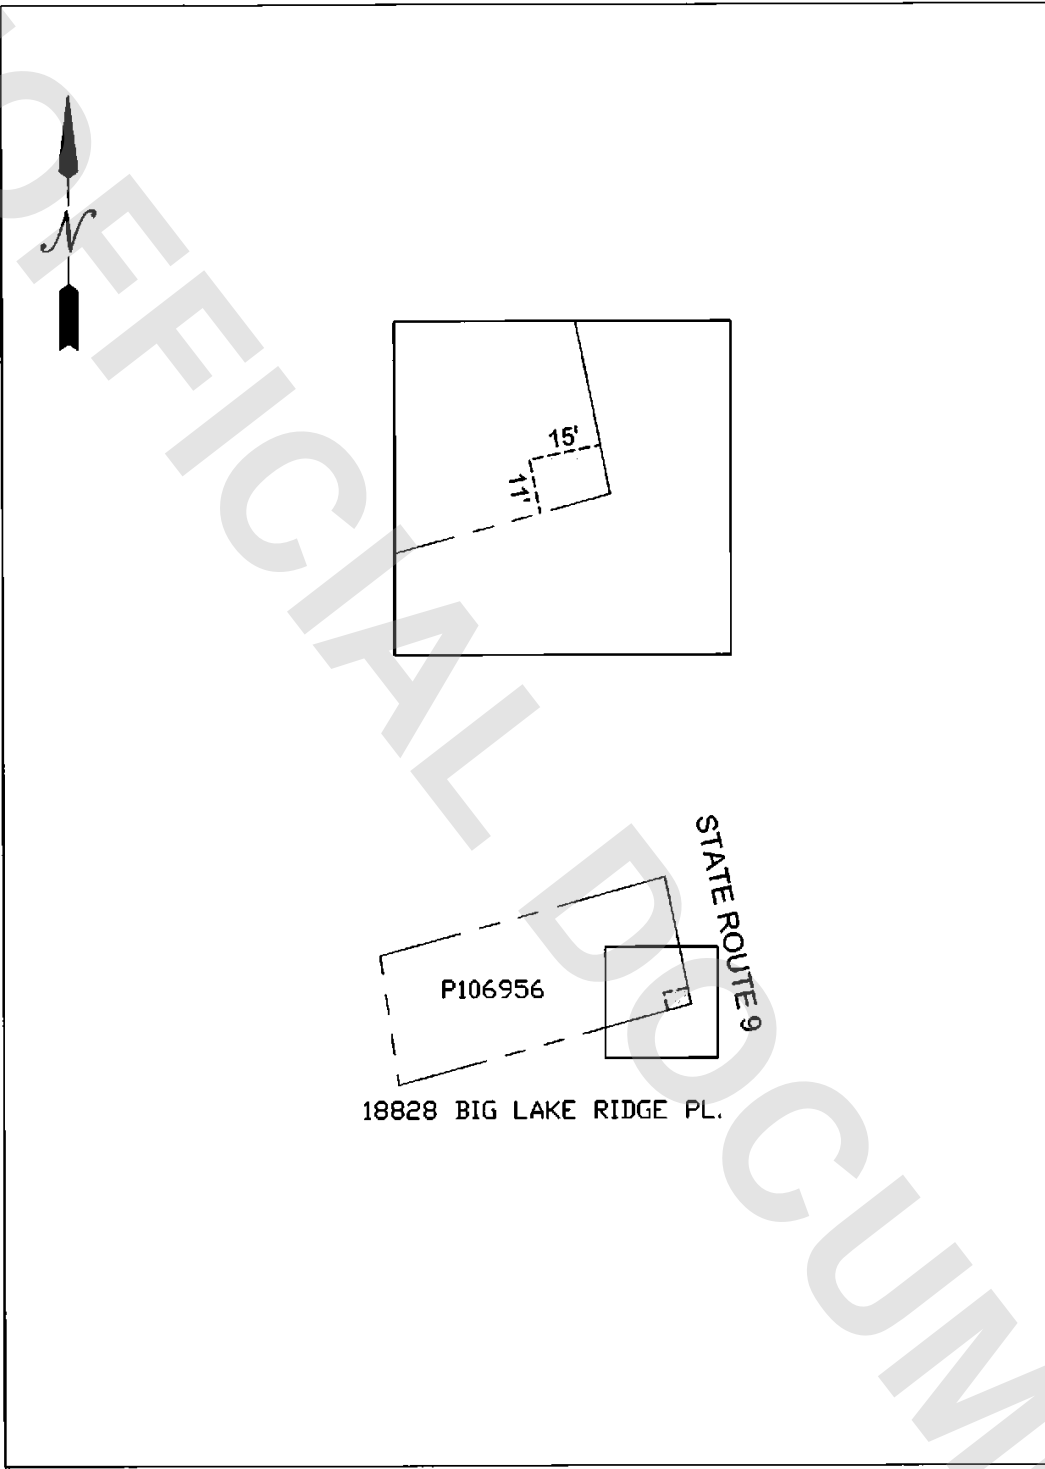 N
15'
11'
STATE ROUTE 9
P106956
18828 BIG LAKE RIDGE PL.
OFFICIAL DOCUM